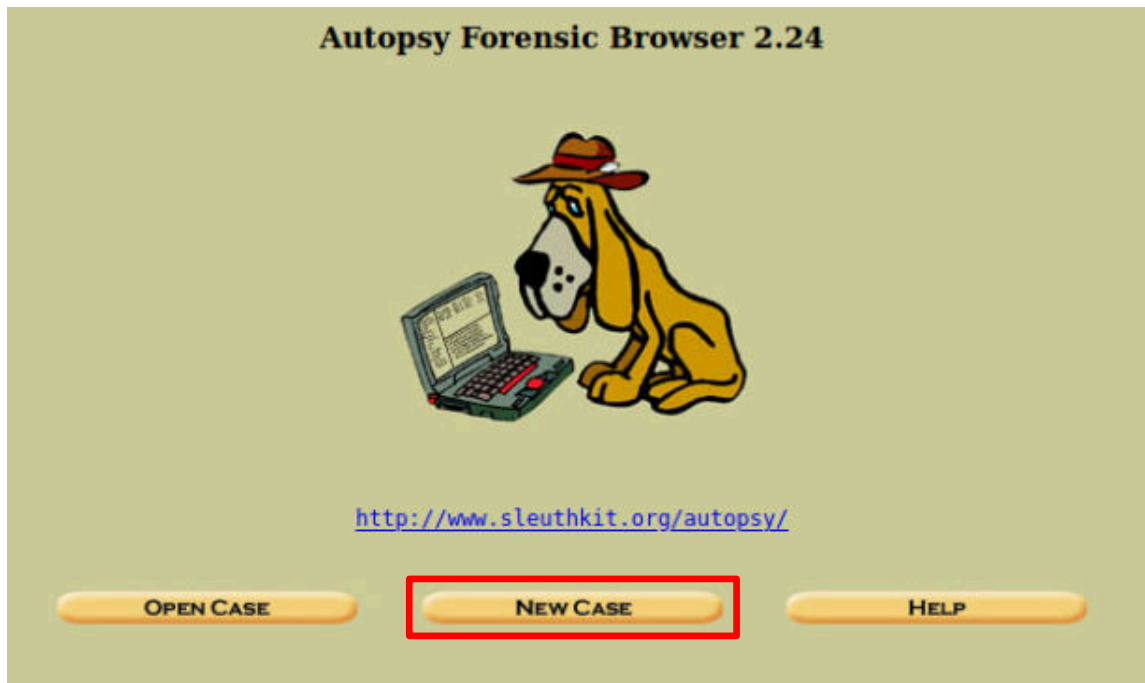 Autopsy Forensic Browser 2.24
http://www.sleuthkit.org/autopsy/
OPEN CASE
NEW CASE
HELP